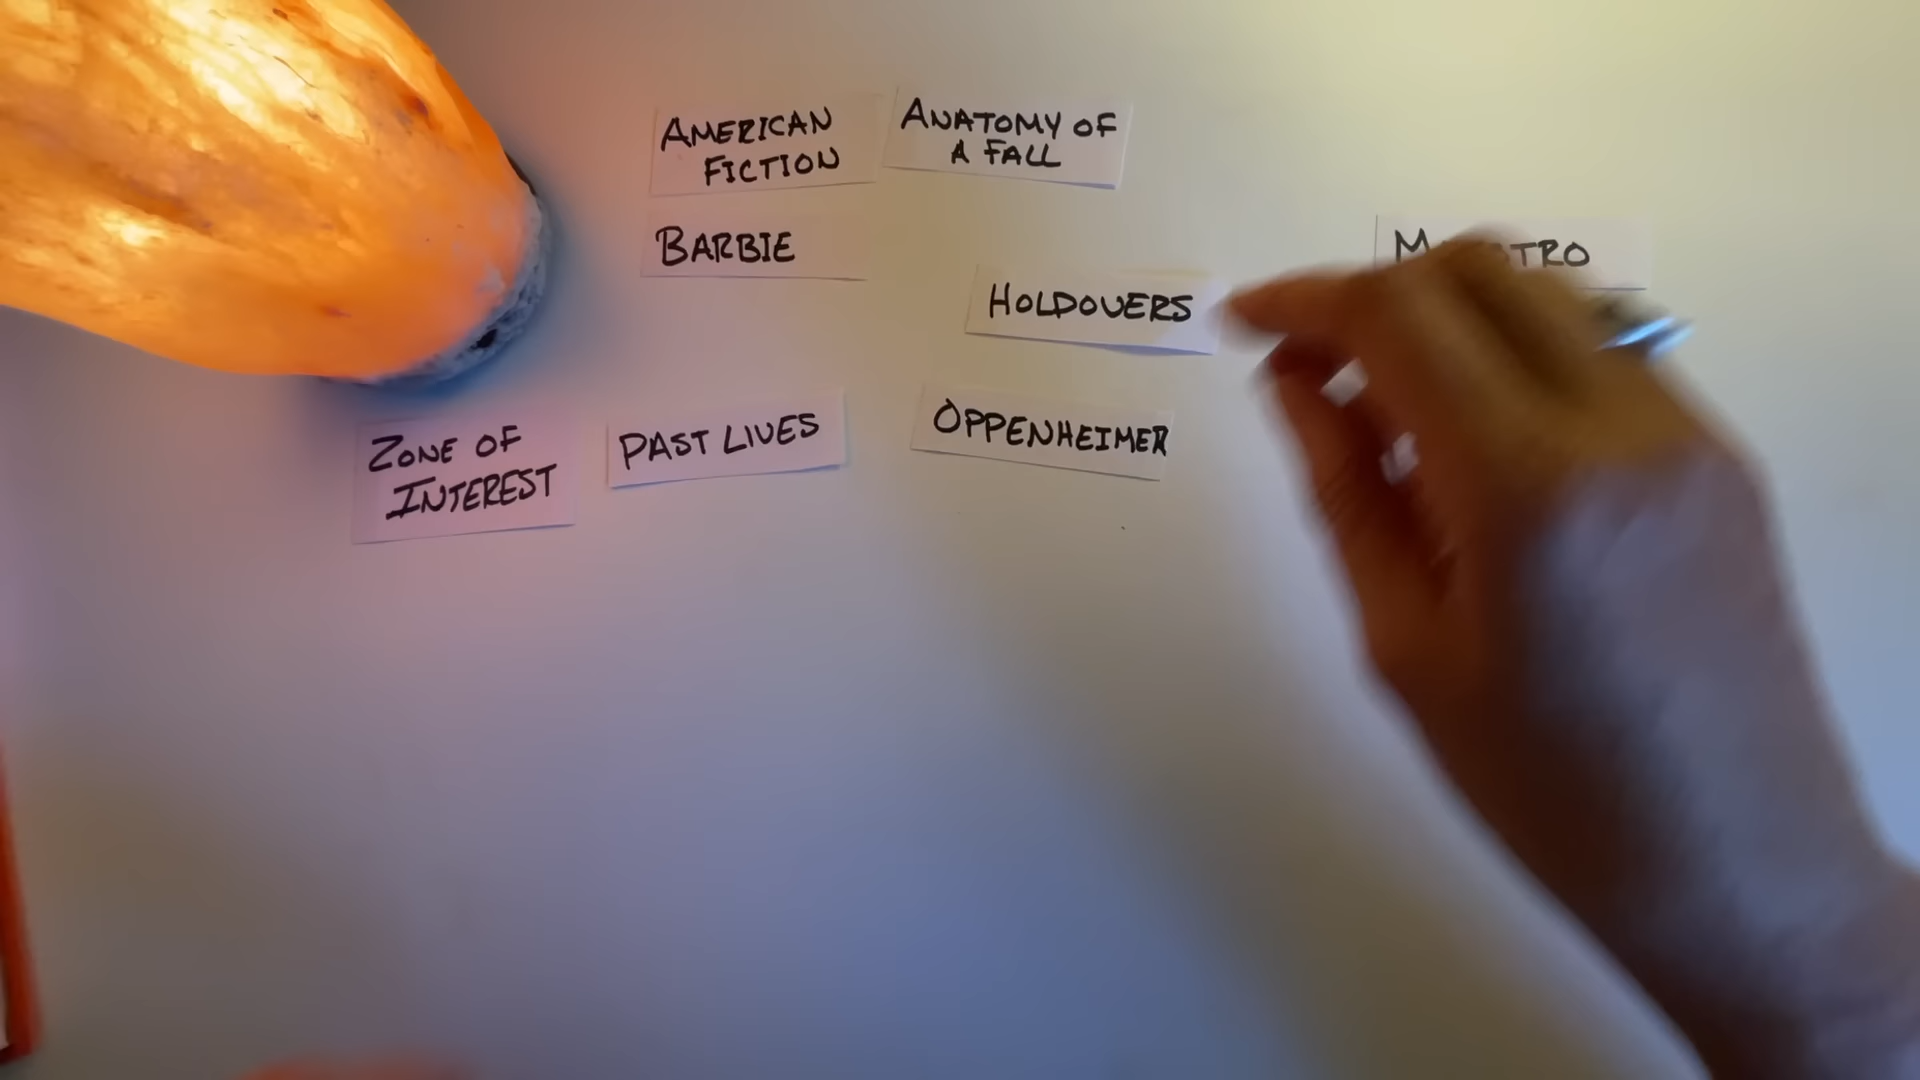 AMERICAN
FICTION
ANATOMY OF
A FALL
BARBIE
HOLDOVERS
ZONE OF
INTEREST
PAST LIVES
OPPENHEIMER